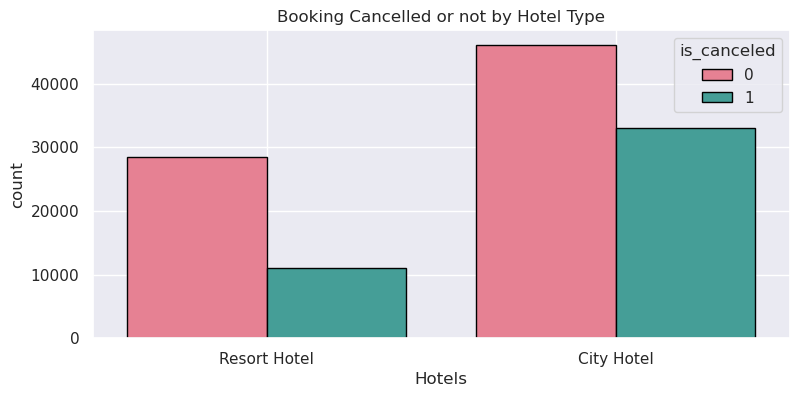 Booking Cancelled or not by Hotel Type
is_canceled
0
1
40000
30000
20000
10000
0
count
Resort Hotel
City Hotel
Hotels